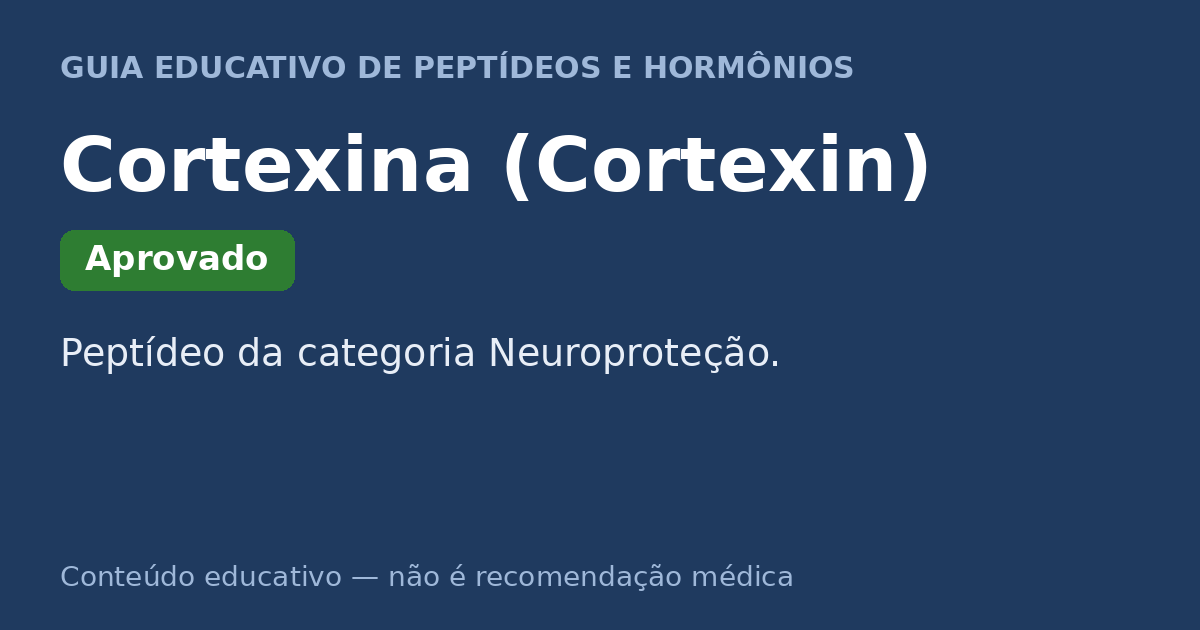 GUIA EDUCATIVO DE PEPTÍDEOS E HORMÔNIOS
Cortexina (Cortexin)
Aprovado
Peptídeo da categoria Neuroproteção.
Conteúdo educativo — não é recomendação médica